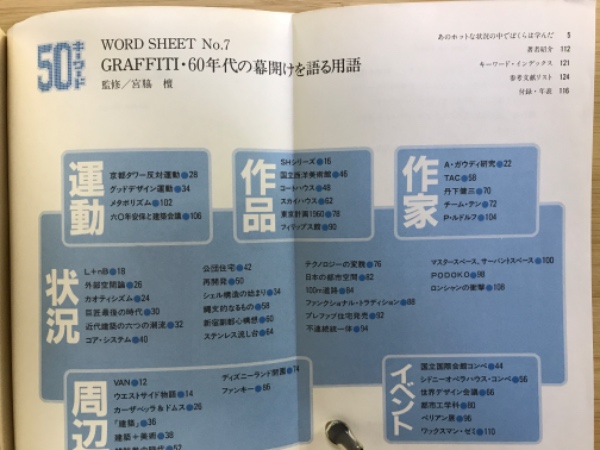 50
キーワード
WORD SHEET No.7
GRAFFITI・60年代の幕開けを語る用語
監修／宮脇 檀
あのホットな状況の中でぼくらは学んだ 5
著者紹介 112
キーワード・インデックス 121
参考文献リスト 124
付録・年表 116
運動
京都タワー反対運動●28
グッドデザイン運動●34
メタボリズム●102
六〇年安保と建築会議●106
作品
SHシリーズ●16
国立西洋美術館●46
コートハウス●48
スカイハウス●62
東京計画1960●78
フィリップス館●90
作家
A・ガウディ研究●22
TAC●58
丹下健三●70
チーム・テン●72
P・ルドルフ●104
状況
L+nB●18
外部空間論●26
カオティシズム●24
巨匠最後の時代●30
近代建築の六つの潮流●32
コア・システム●40
公団住宅●42
再開発●50
シェル構造の始まり●54
縄文的なるもの●58
新宿副都心構想●60
ステンレス流し台●64
テクノロジーの変貌●76
日本の都市空間●82
100m道路●84
ファンクショナル・トラディション●88
プレファブ住宅発売●92
不連続統一体●94
マスタースペース、サーバントスペース●100
PODOKO●98
ロンシャンの衝撃●108
周辺
VAN●12
ウエストサイド物語●14
カーザベッラ&ドムス●26
「建築」●36
建築+美術●38
ディズニーランド開園●74
ファンキー●86
イベント
国立国際会館コンペ●44
シドニーオペラハウス・コンペ●56
世界デザイン会議●66
都市工学科●80
ペリアン展●96
ワックスマン・ゼミ●110